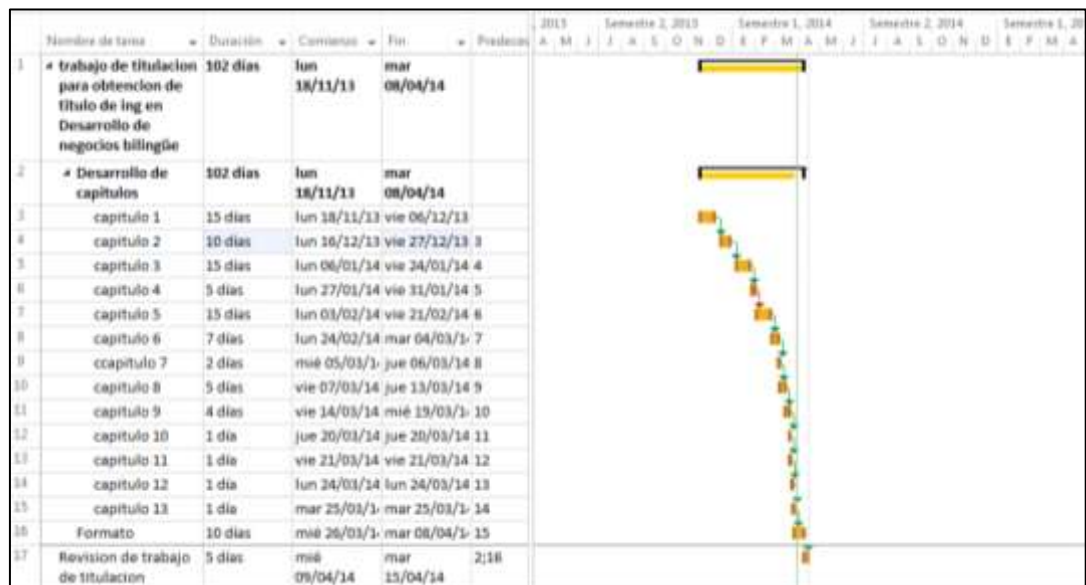 2013 Semestre 2, 2013 Semestre 1, 2014 Semestre 2, 2014 Semestre 1, 20
Nombre de tarea Duración Comienzo Fin Predeces A M J J A S O N D E F M A M J J A S O N D E F M A
1 trabajo de titulacion 102 días lun mar
para obtencion de 18/11/13 08/04/14
titulo de ing en
Desarrollo de
negocios bilingüe
2 Desarrollo de 102 días lun mar
capitulos 18/11/13 08/04/14
3 capitulo 1 15 días lun 18/11/13 vie 06/12/13
4 capitulo 2 10 días lun 16/12/13 vie 27/12/13 3
5 capitulo 3 15 días lun 06/01/14 vie 24/01/14 4
6 capitulo 4 5 días lun 27/01/14 vie 31/01/14 5
7 capitulo 5 15 días lun 03/02/14 vie 21/02/14 6
8 capitulo 6 7 días lun 24/02/14 mar 04/03/1 7
9 ccapitulo 7 2 días mié 05/03/1 jue 06/03/14 8
10 capitulo 8 5 días vie 07/03/14 jue 13/03/14 9
11 capitulo 9 4 días vie 14/03/14 mié 19/03/1 10
12 capitulo 10 1 día jue 20/03/14 jue 20/03/14 11
13 capitulo 11 1 día vie 21/03/14 vie 21/03/14 12
14 capitulo 12 1 día lun 24/03/14 lun 24/03/14 13
15 capitulo 13 1 día mar 25/03/1 mar 25/03/1 14
16 Formato 10 días mié 26/03/1 mar 08/04/1 15
17 Revision de trabajo 5 días mié mar 2;16
de titulacion 09/04/14 15/04/14